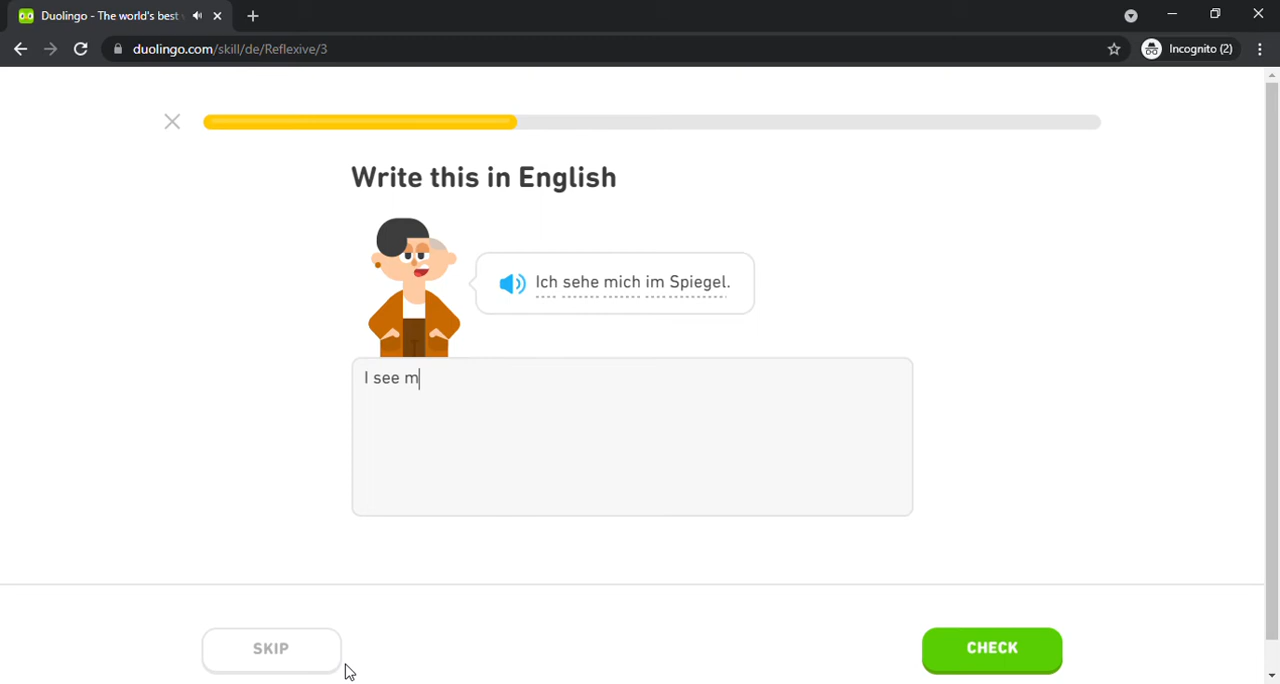 Duolingo - The world's best
duolingo.com/skill/de/Reflexive/3
Incognito (2)
Write this in English
Ich sehe mich im Spiegel.
I see m
SKIP
CHECK